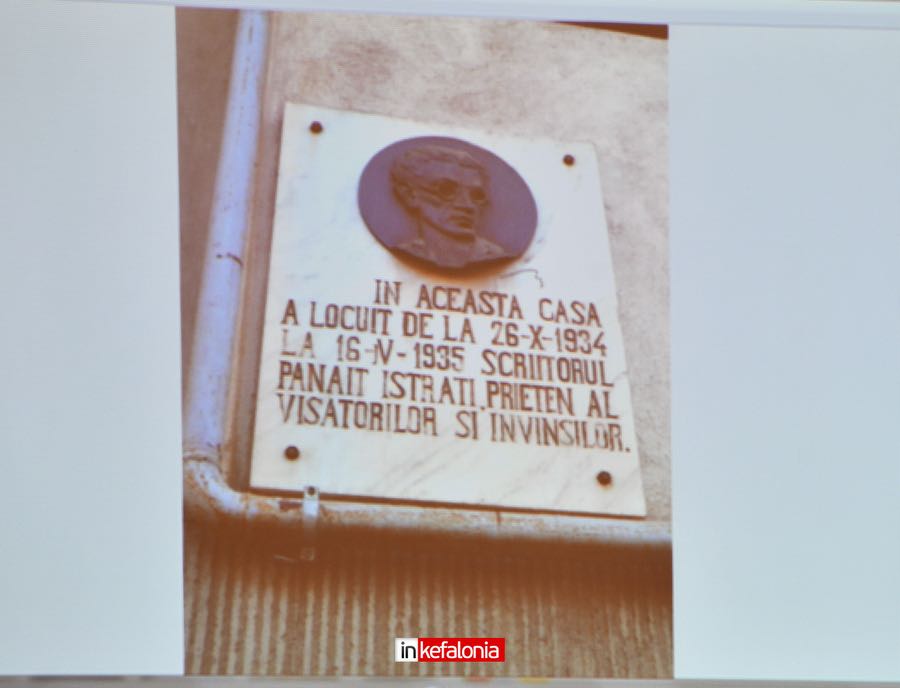 IN ACEASTA CASA
A LOCUIT DE LA 26-X-1934
LA 16-IV-1935 SCRIITORUL
PANAIT ISTRATI, PRIETEN AL
VISATORILOR SI INVINSILOR.
inkefalonia